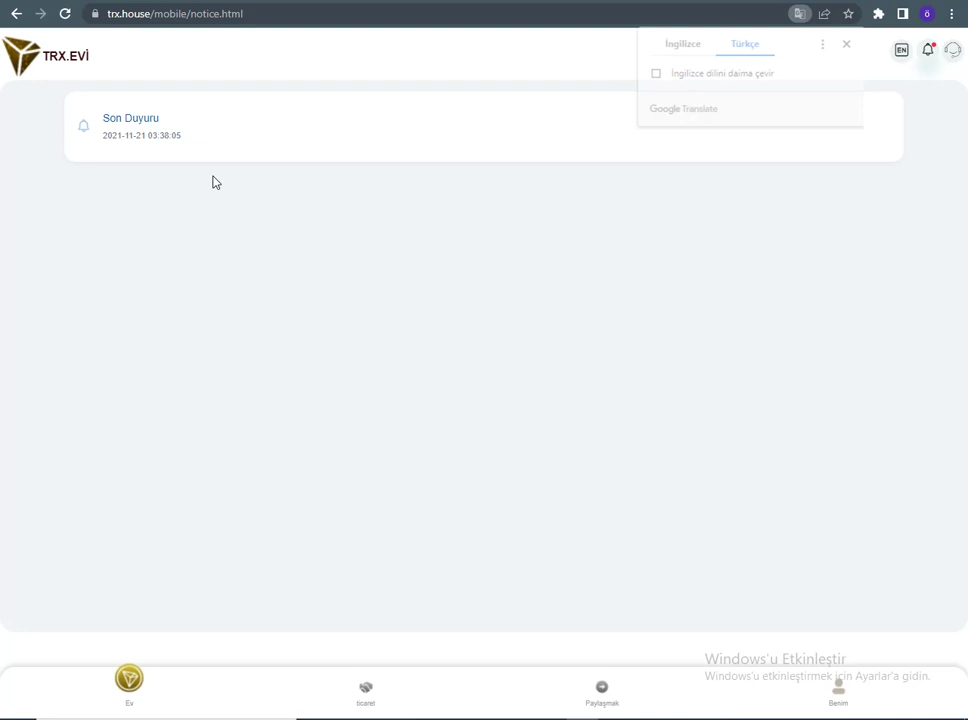 trx.house/mobile/notice.html
ö
TRX.EVİ
İngilizce
Türkçe
İngilizce dilini daima çevir
Google Translate
EN
Son Duyuru
2021-11-21 03:38:05
Windows'u Etkinleştir
Windows'u etkinleştirmek için Ayarlar'a gidin.
Ev
ticaret
Paylaşmak
Benim